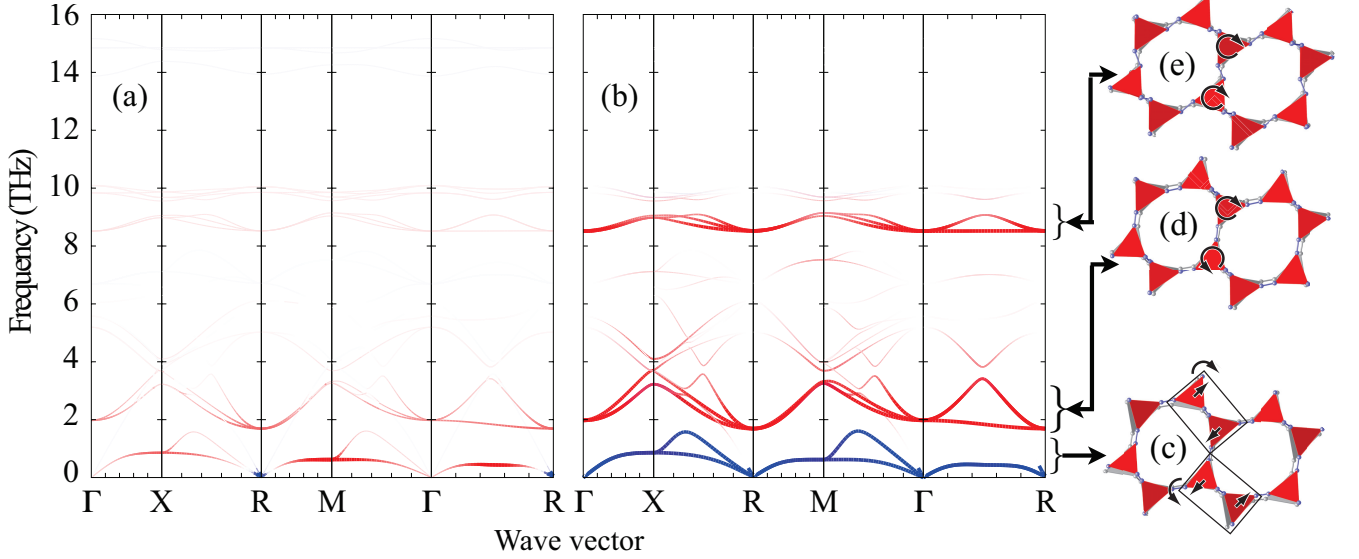 16
14
12
10
8
6
4
2
0
Frequency (THz)
(a)
(b)
Γ X R M Γ R
Γ X R M Γ R
Wave vector
(e)
(d)
(c)